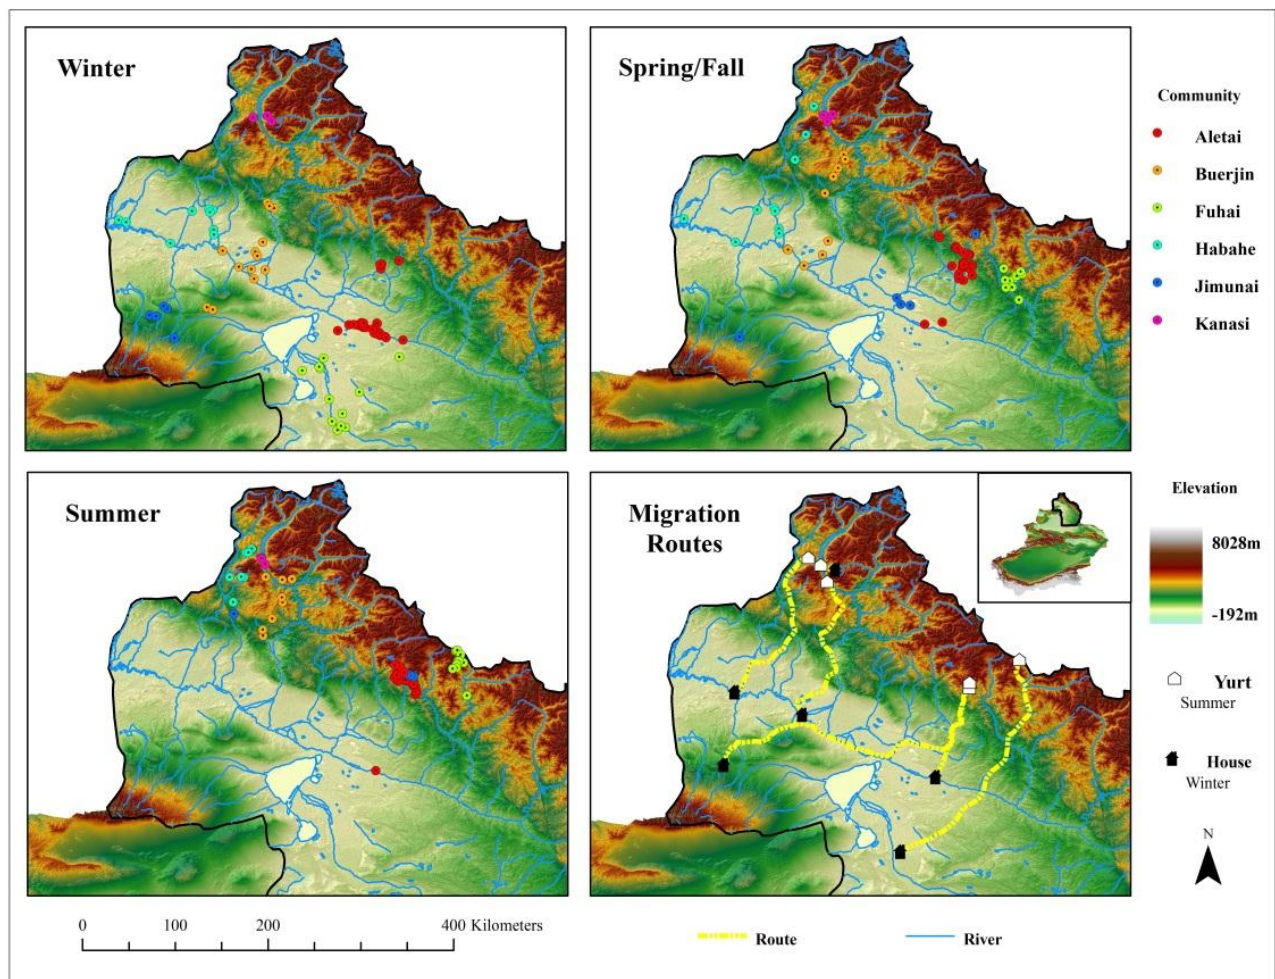 Winter
Spring/Fall
Community
Aletai
Buerjin
Fuhai
Habahe
Jimunai
Kanasi
Summer
Migration
Routes
Elevation
8028m
-192m
Yurt
Summer
House
Winter
N
0 100 200 400 Kilometers
Route
River